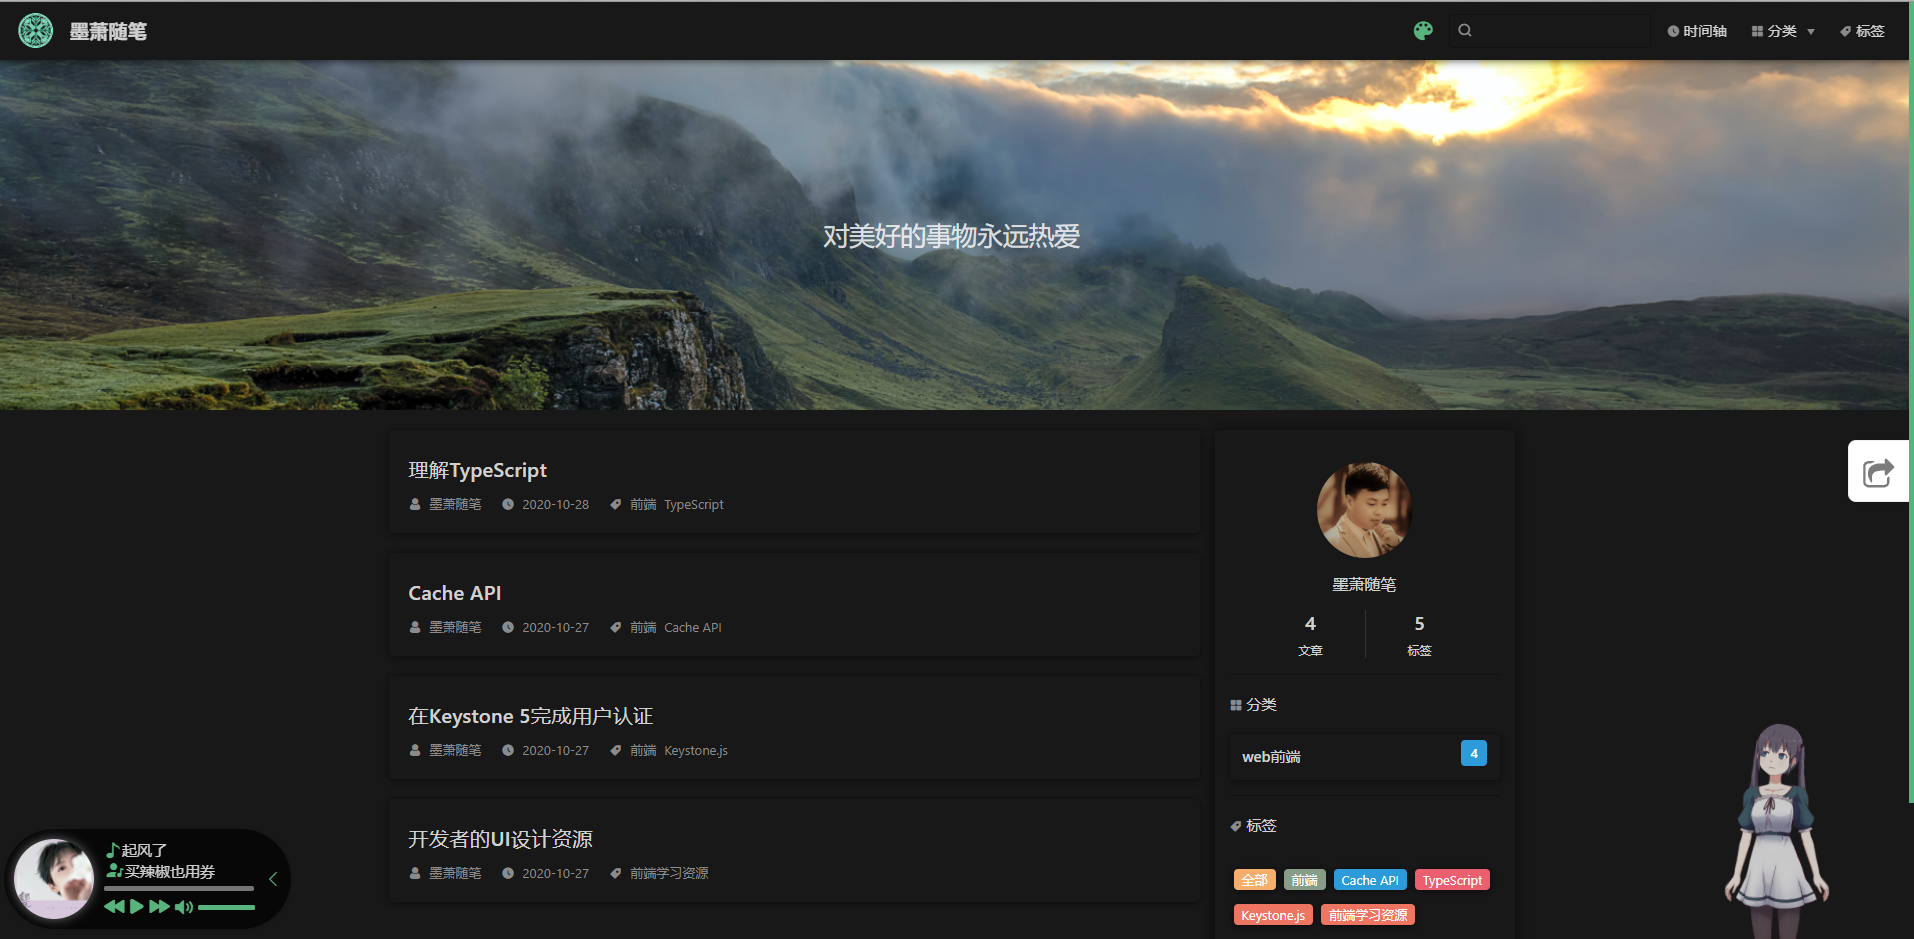 墨萧随笔
时间轴 分类 标签
对美好的事物永远热爱
理解TypeScript
墨萧随笔 2020-10-28 前端 TypeScript
Cache API
墨萧随笔 2020-10-27 前端 Cache API
在Keystone 5完成用户认证
墨萧随笔 2020-10-27 前端 Keystone.js
开发者的UI设计资源
墨萧随笔 2020-10-27 前端学习资源
墨萧随笔
4 5
文章 标签
分类
web前端 4
标签
全部 前端 Cache API TypeScript
Keystone.js 前端学习资源
起风了
买辣椒也用券